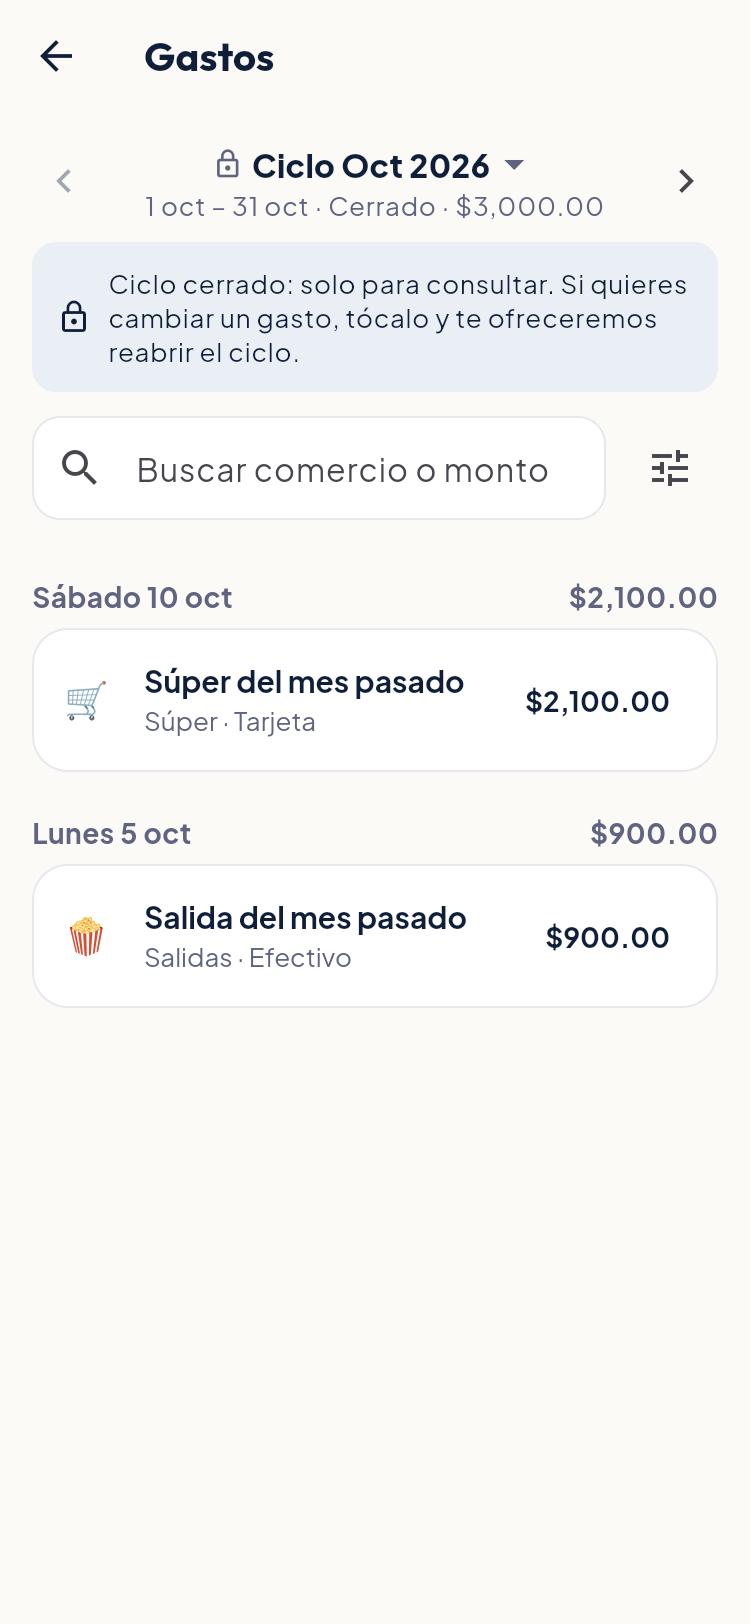 Gastos
Ciclo Oct 2026
1 oct – 31 oct · Cerrado · $3,000.00
Ciclo cerrado: solo para consultar. Si quieres
cambiar un gasto, tócalo y te ofreceremos
reabrir el ciclo.
Buscar comercio o monto
Sábado 10 oct $2,100.00
Súper del mes pasado
Súper · Tarjeta
$2,100.00
Lunes 5 oct $900.00
Salida del mes pasado
Salidas · Efectivo
$900.00